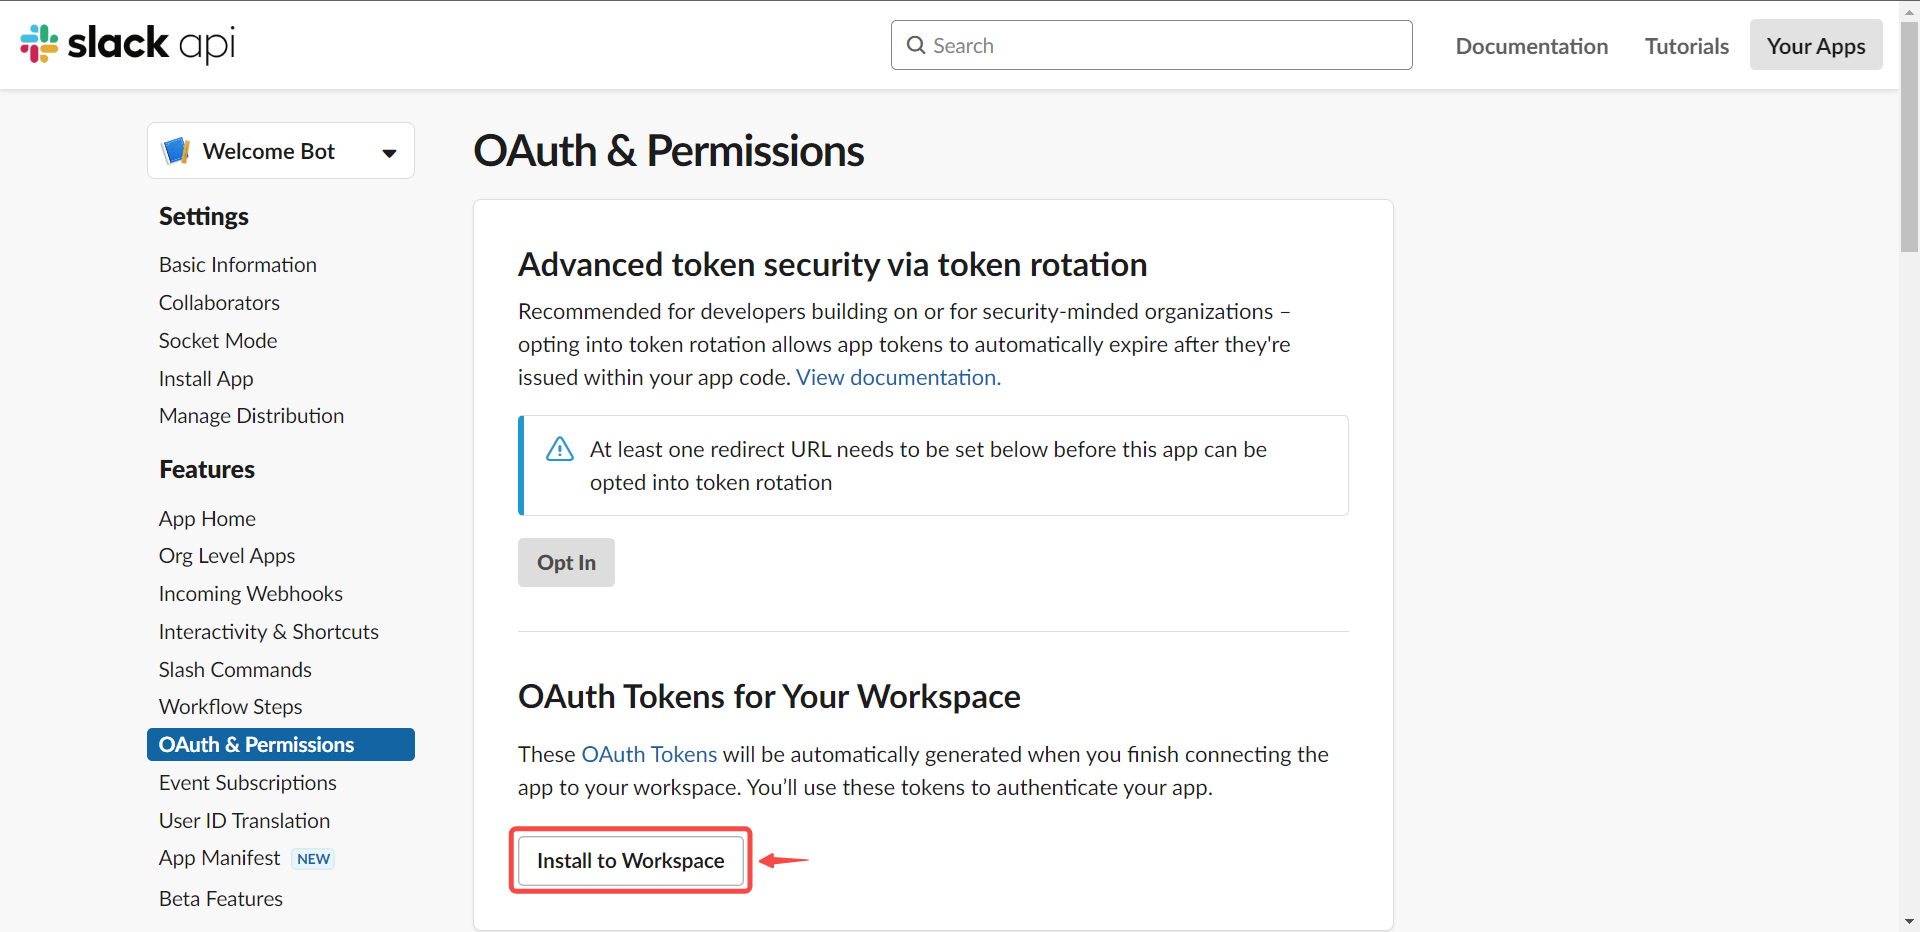 slack api
Search
Documentation
Tutorials
Your Apps
Welcome Bot
Settings
Basic Information
Collaborators
Socket Mode
Install App
Manage Distribution
Features
App Home
Org Level Apps
Incoming Webhooks
Interactivity & Shortcuts
Slash Commands
Workflow Steps
OAuth & Permissions
Event Subscriptions
User ID Translation
App Manifest NEW
Beta Features
OAuth & Permissions
Advanced token security via token rotation
Recommended for developers building on or for security-minded organizations –
opting into token rotation allows app tokens to automatically expire after they're
issued within your app code. View documentation.
At least one redirect URL needs to be set below before this app can be
opted into token rotation
Opt In
OAuth Tokens for Your Workspace
These OAuth Tokens will be automatically generated when you finish connecting the
app to your workspace. You’ll use these tokens to authenticate your app.
Install to Workspace